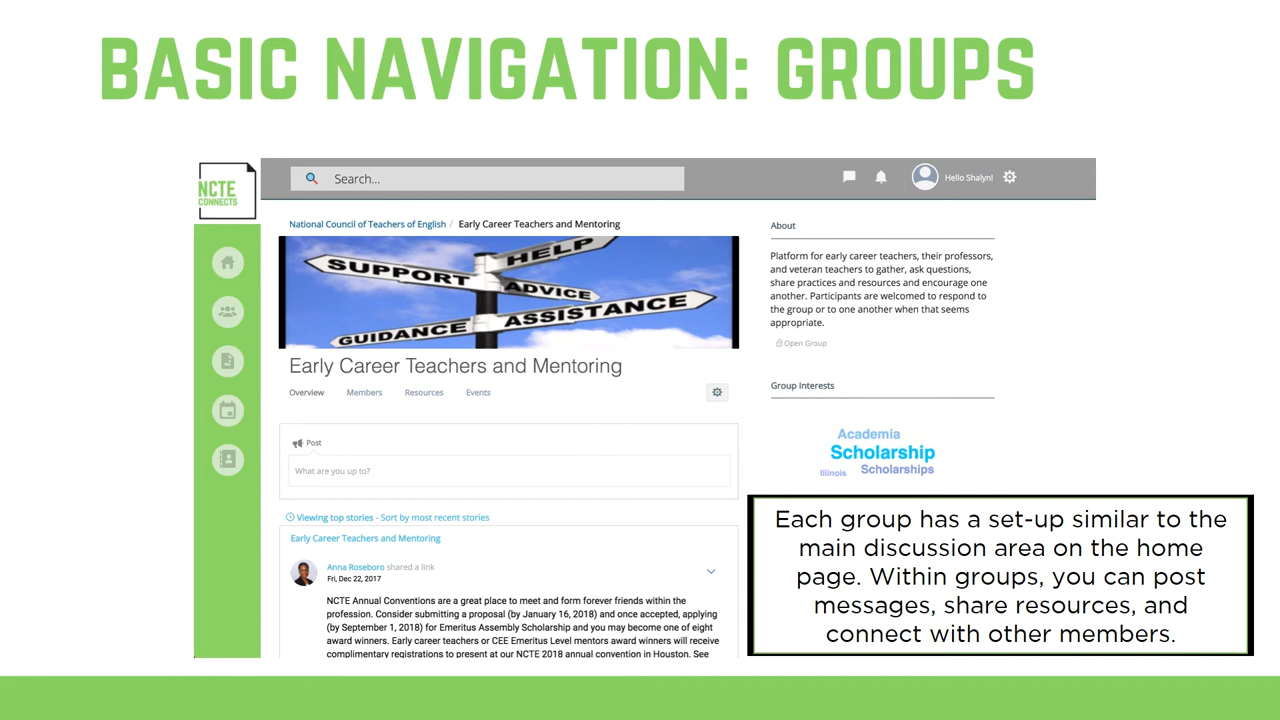 BASIC NAVIGATION: GROUPS
NCTE
CONNECTS
Search...
Hello Shalyn!
National Council of Teachers of English / Early Career Teachers and Mentoring
SUPPORT
HELP
ADVICE
GUIDANCE
ASSISTANCE
Early Career Teachers and Mentoring
Overview Members Resources Events
Post
What are you up to?
Viewing top stories - Sort by most recent stories
Early Career Teachers and Mentoring
Anna Roseboro shared a link
Fri, Dec 22, 2017
NCTE Annual Conventions are a great place to meet and form forever friends within the
profession. Consider submitting a proposal (by January 16, 2018) and once accepted, applying
(by September 1, 2018) for Emeritus Assembly Scholarship and you may become one of eight
award winners. Early career teachers or CEE Emeritus Level mentors award winners will receive
complimentary registrations to present at our NCTE 2018 annual convention in Houston. See
About
Platform for early career teachers, their professors,
and veteran teachers to gather, ask questions,
share practices and resources and encourage one
another. Participants are welcomed to respond to
the group or to one another when that seems
appropriate.
Open Group
Group Interests
Academia
Scholarship
Illinois Scholarships
Each group has a set-up similar to the
main discussion area on the home
page. Within groups, you can post
messages, share resources, and
connect with other members.